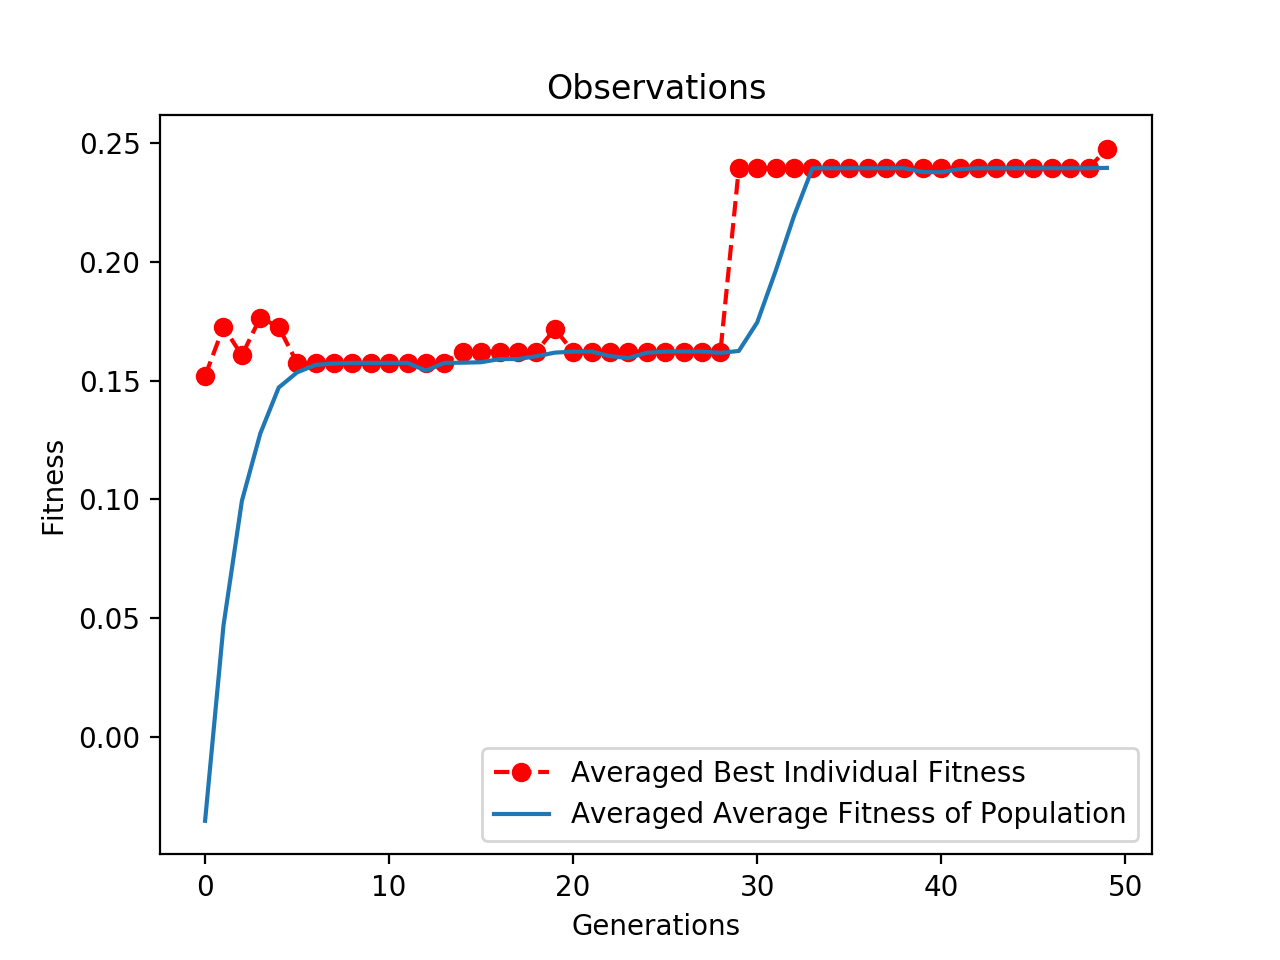 Observations
0.25
0.20
0.15
0.10
0.05
0.00
Fitness
Averaged Best Individual Fitness
Averaged Average Fitness of Population
0 10 20 30 40 50
Generations